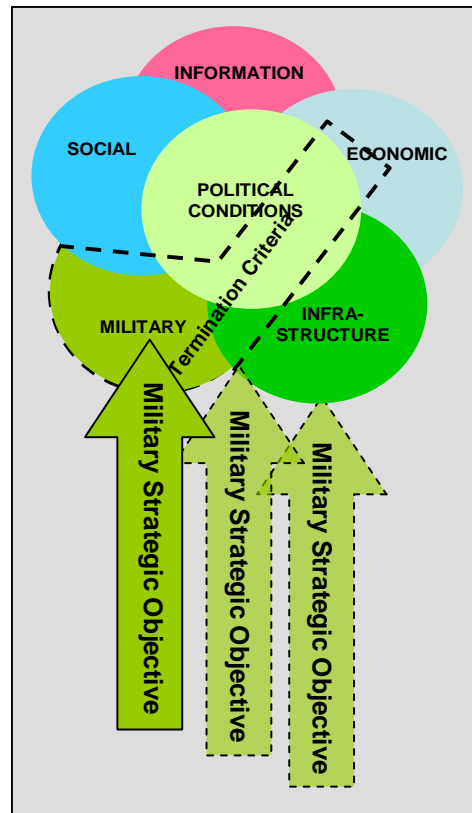 INFORMATION
SOCIAL
ECONOMIC
POLITICAL
CONDITIONS
Termination Criteria
MILITARY
INFRA-
STRUCTURE
Military Strategic Objective
Military Strategic Objective
Military Strategic Objective